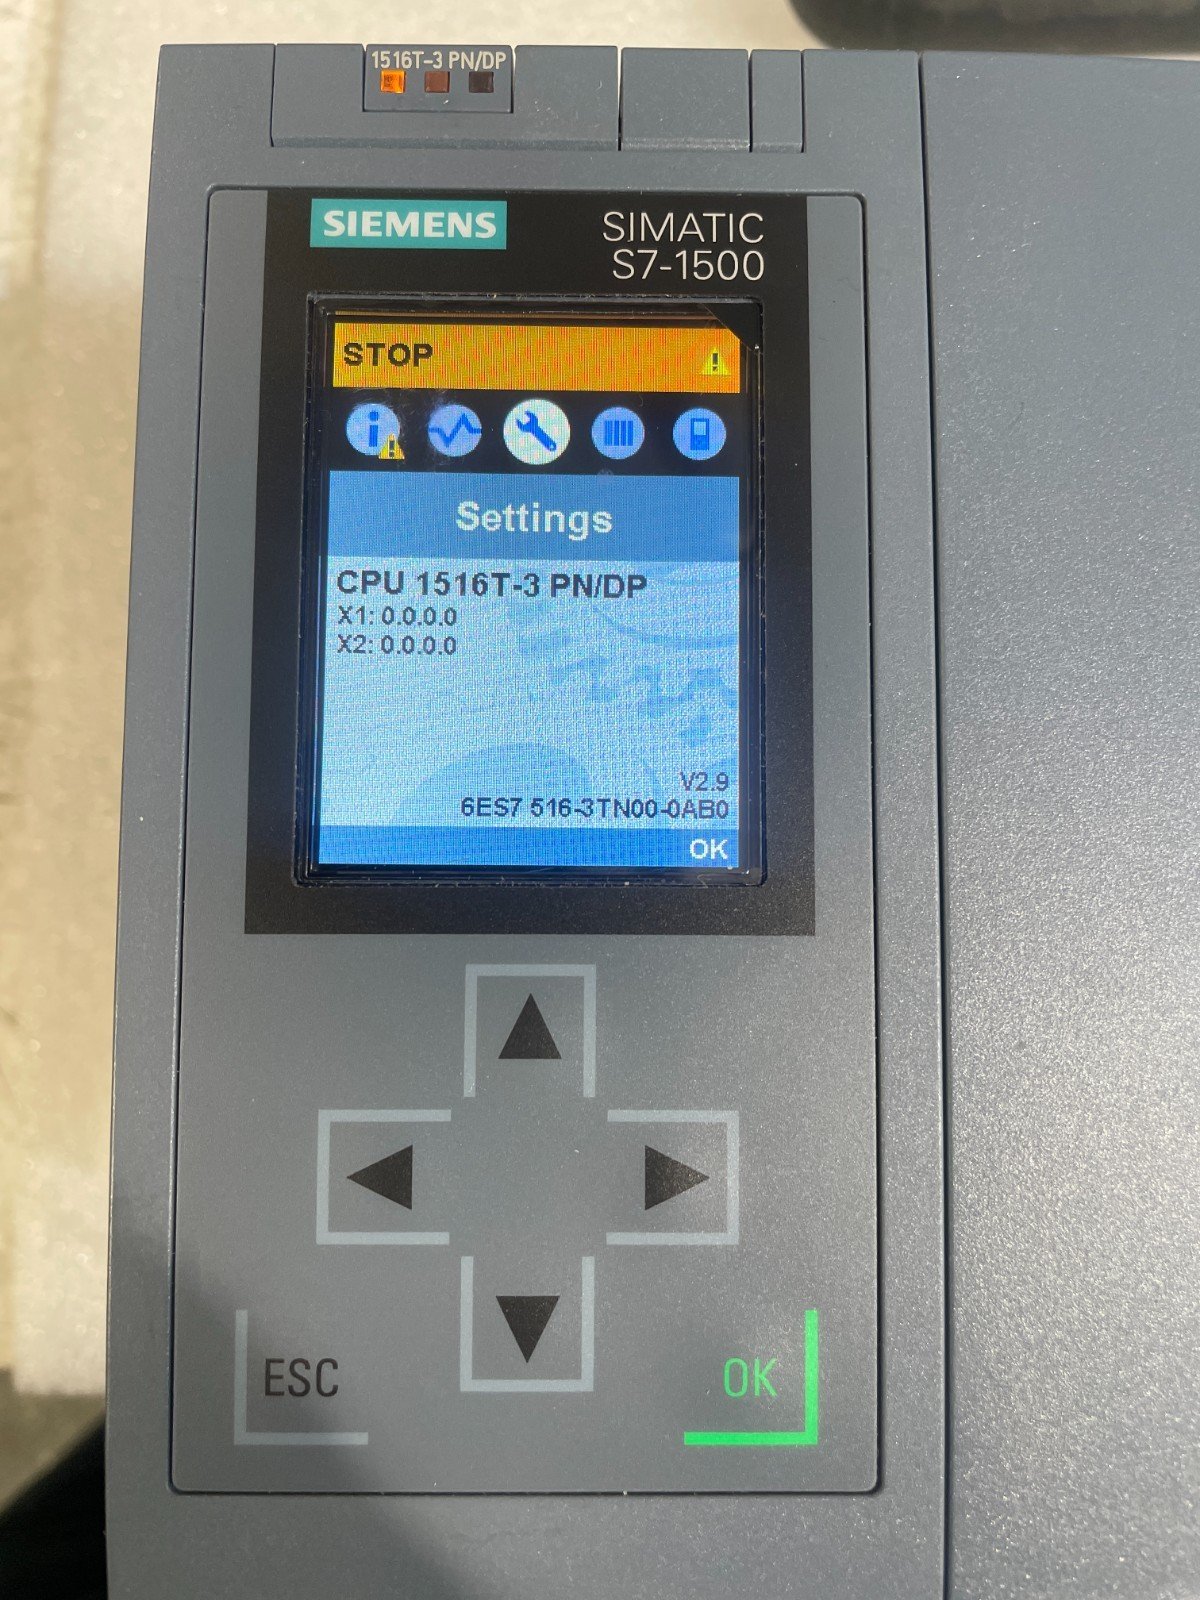 1516T-3 PN/DP
SIEMENS
SIMATIC
S7-1500
STOP
Settings
CPU 1516T-3 PN/DP
X1: 0.0.0.0
X2: 0.0.0.0
V2.9
6ES7 516-3TN00-0AB0
OK
ESC
OK